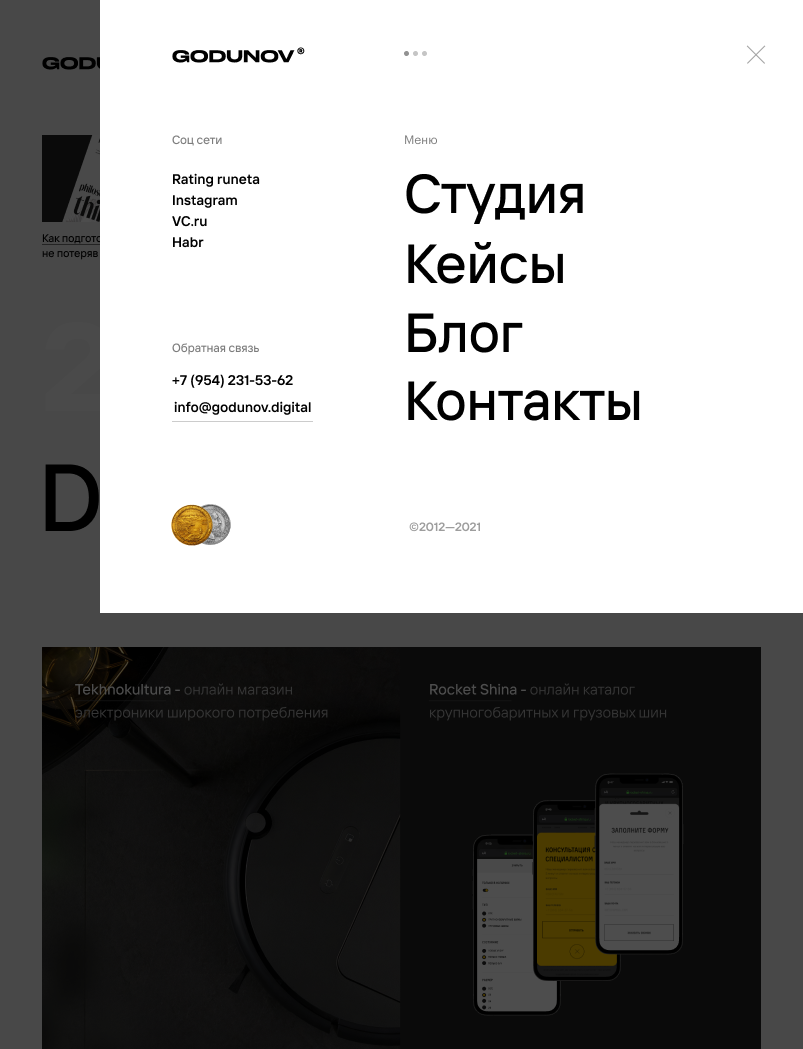 GODUNOV®
Соц сети
Rating runeta
Instagram
VC.ru
Habr
Обратная связь
+7 (954) 231-53-62
info@godunov.digital
Меню
Студия
Кейсы
Блог
Контакты
©2012—2021
Как подгото
не потеряв
2
D
Tekhnokultura - онлайн магазин
электроники широкого потребления
Rocket Shina - онлайн каталог
крупногабаритных и грузовых шин
КОНСУЛЬТАЦИЯ С
СПЕЦИАЛИСТОМ
ЗАПОЛНИТЕ ФОРМУ